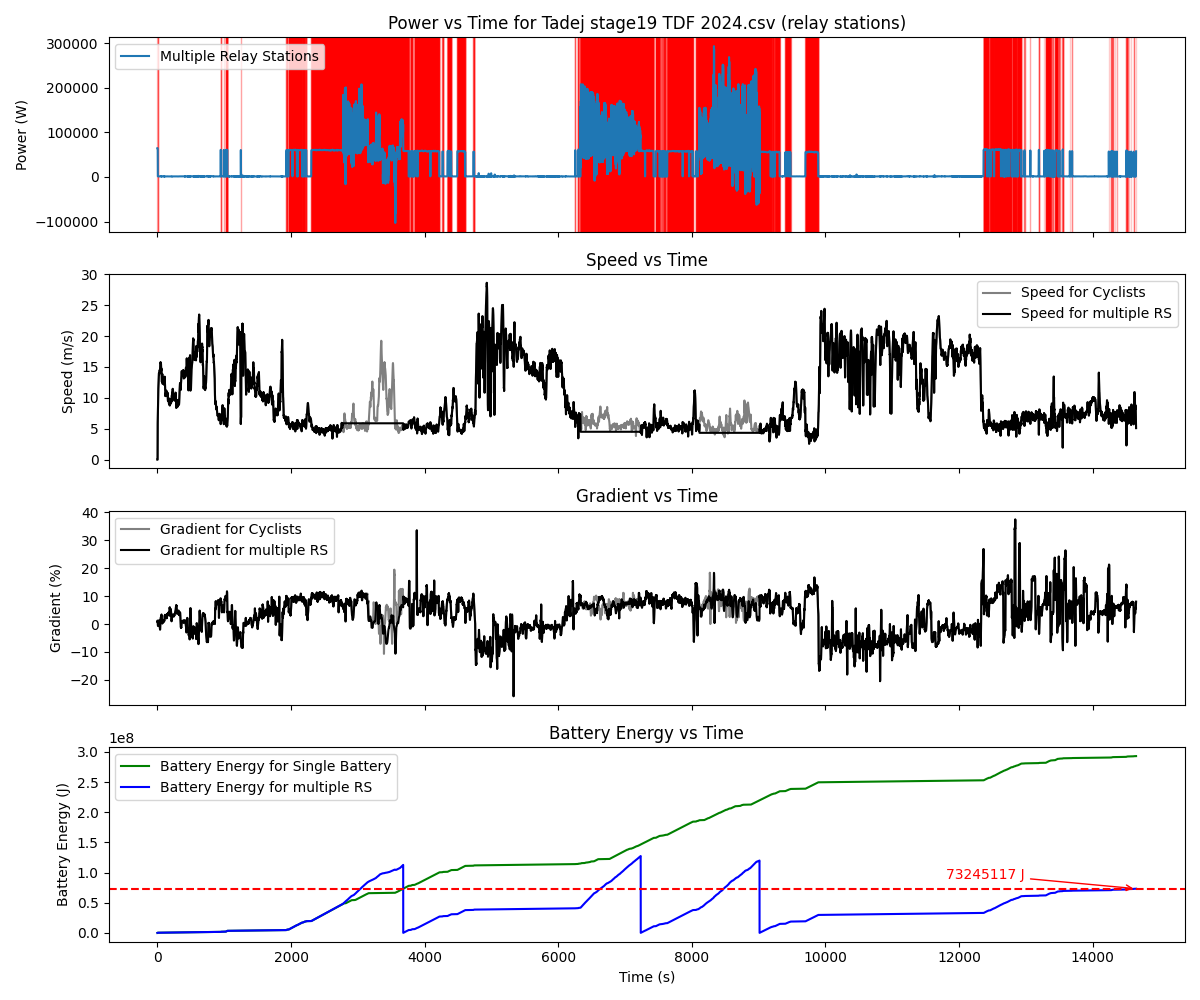 Power vs Time for Tadej stage19 TDF 2024.csv (relay stations)
Multiple Relay Stations
Power (W)
300000
200000
100000
0
−100000
Speed vs Time
Speed for Cyclists
Speed for multiple RS
Speed (m/s)
30
25
20
15
10
5
0
Gradient vs Time
Gradient for Cyclists
Gradient for multiple RS
Gradient (%)
40
30
20
10
0
−10
−20
Battery Energy vs Time
1e8
Battery Energy for Single Battery
Battery Energy for multiple RS
Battery Energy (J)
3.0
2.5
2.0
1.5
1.0
0.5
0.0
73245117 J
0 2000 4000 6000 8000 10000 12000 14000
Time (s)